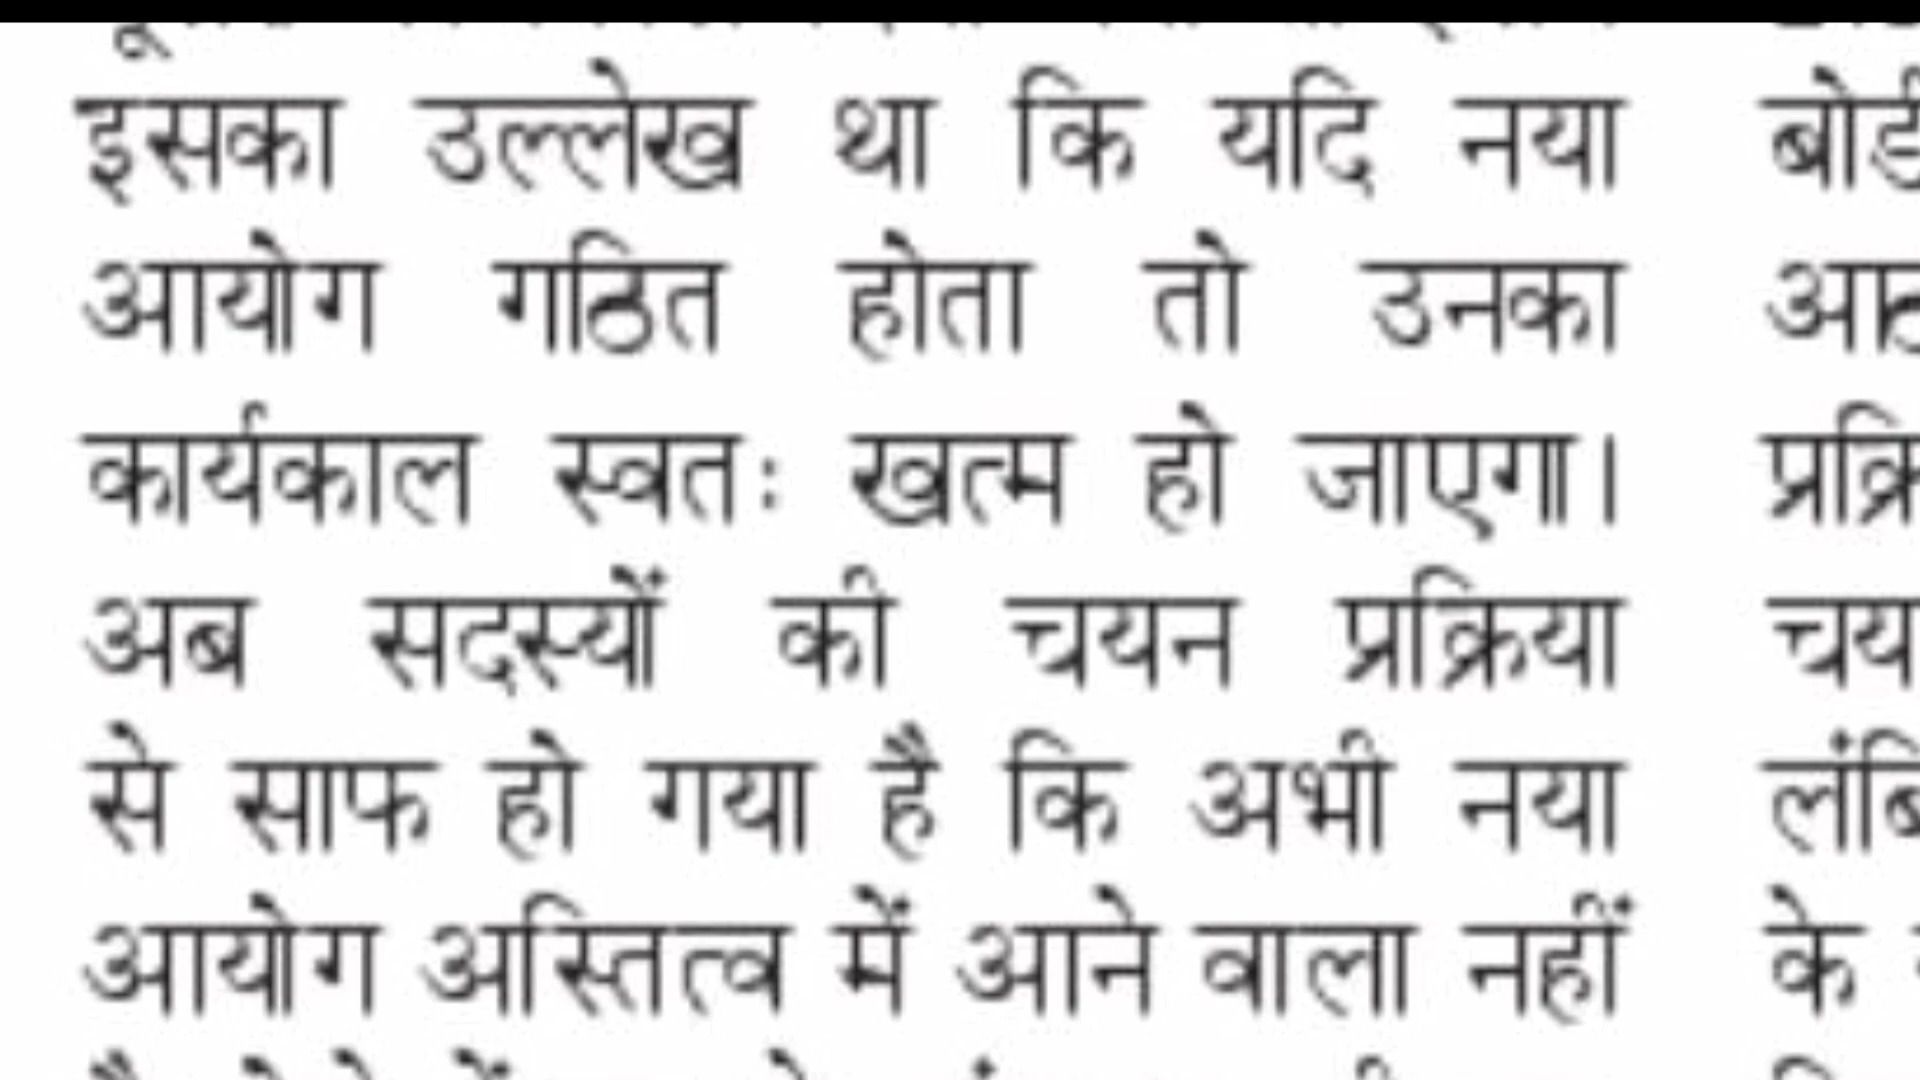 इसका उल्लेख था कि यदि नया
आयोग गठित होता तो उनका
कार्यकाल स्वतः खत्म हो जाएगा।
अब सदस्यों की चयन प्रक्रिया
से साफ हो गया है कि अभी नया
आयोग अस्तित्व में आने वाला नहीं
के